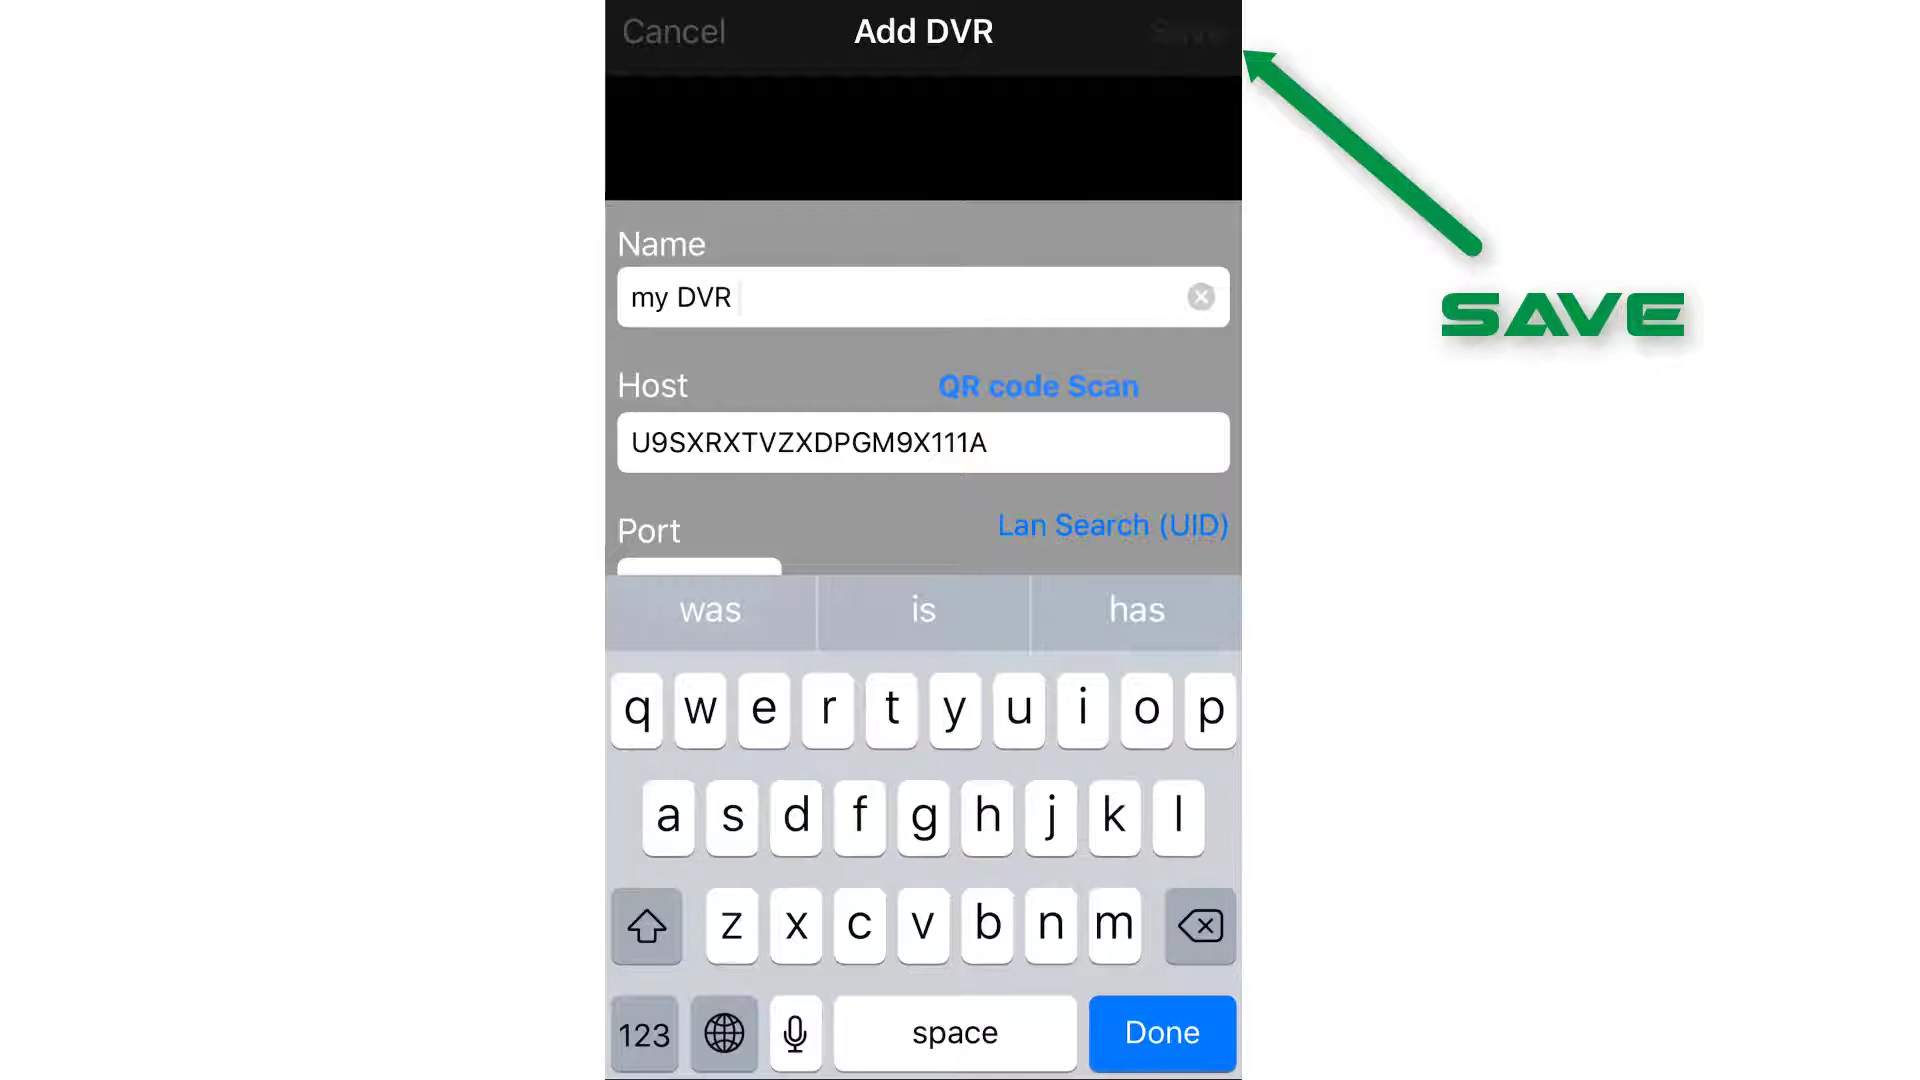 Cancel Add DVR Save
Name
my DVR
SAVE
Host QR code Scan
U9SXRXTVZXDPGM9X111A
Port Lan Search (UID)
was is has
q w e r t y u i o p
a s d f g h j k l
z x c v b n m
123 space Done